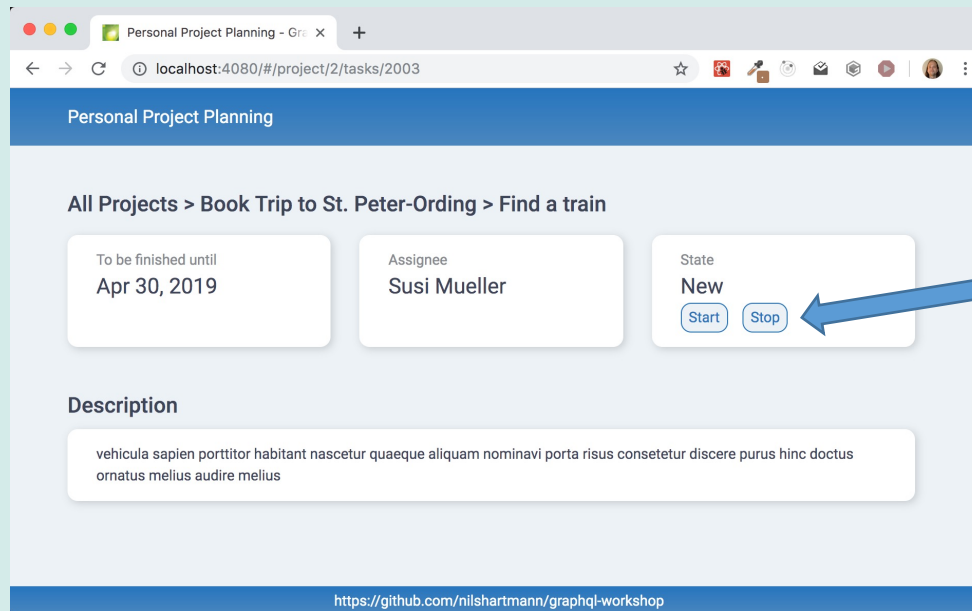 Personal Project Planning - Gra
localhost:4080/#/project/2/tasks/2003
Personal Project Planning
All Projects > Book Trip to St. Peter-Ording > Find a train
To be finished until
Apr 30, 2019
Assignee
Susi Mueller
State
New
Start Stop
Description
vehicula sapien porttitor habitant nascetur quaeque aliquam nominavi porta risus consetetur discere purus hinc doctus
ornatus melius audire melius
https://github.com/nilshartmann/graphql-workshop